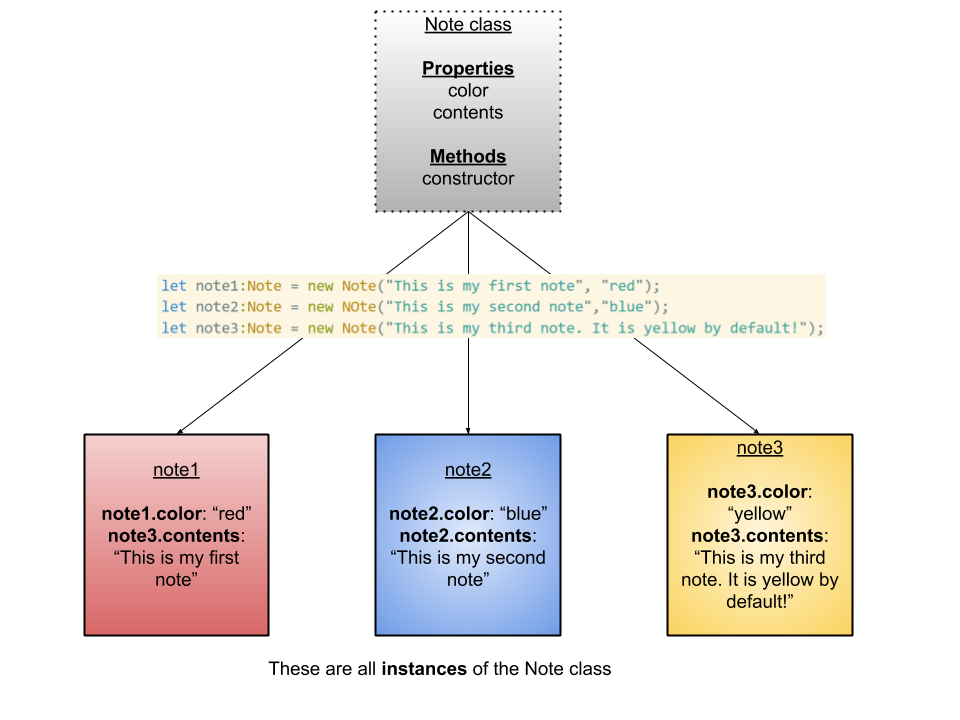 Note class
Properties
color
contents
Methods
constructor
let note1:Note = new Note("This is my first note", "red");
let note2:Note = new NOte("This is my second note","blue");
let note3:Note = new Note("This is my third note. It is yellow by default!");
note1
note1.color: “red”
note3.contents:
“This is my first
note”
note2
note2.color: “blue”
note2.contents:
“This is my second
note”
note3
note3.color:
“yellow”
note3.contents:
“This is my third
note. It is yellow by
default!”
These are all instances of the Note class